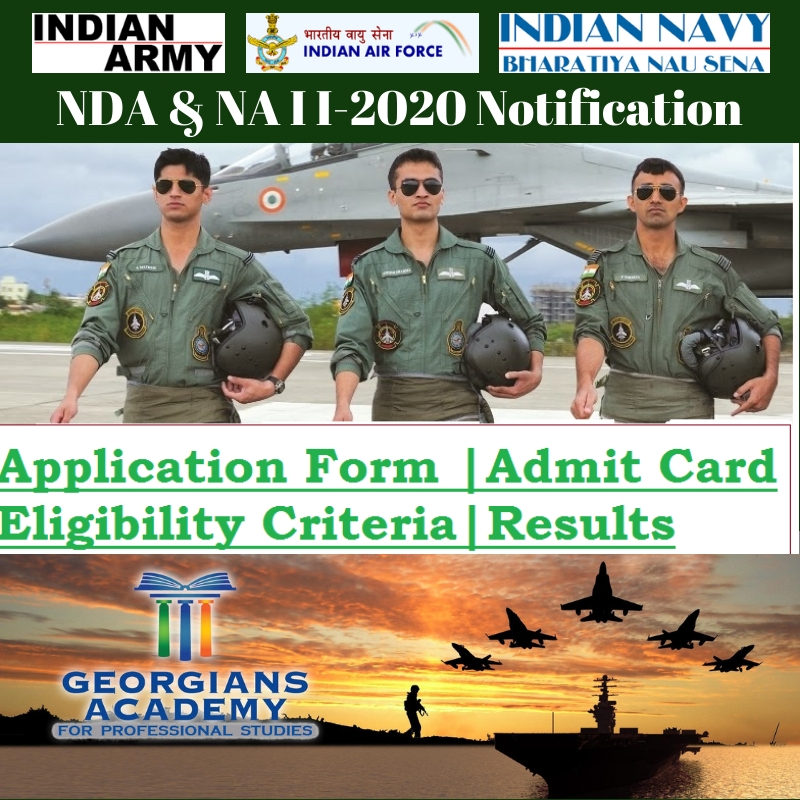 INDIAN
ARMY
भारतीय वायु सेना
INDIAN AIR FORCE
INDIAN NAVY
BHARATIYA NAU SENA
NDA & NA I I-2020 Notification
Application Form |Admit Card
Eligibility Criteria|Results
GEORGIANS
ACADEMY
FOR PROFESSIONAL STUDIES